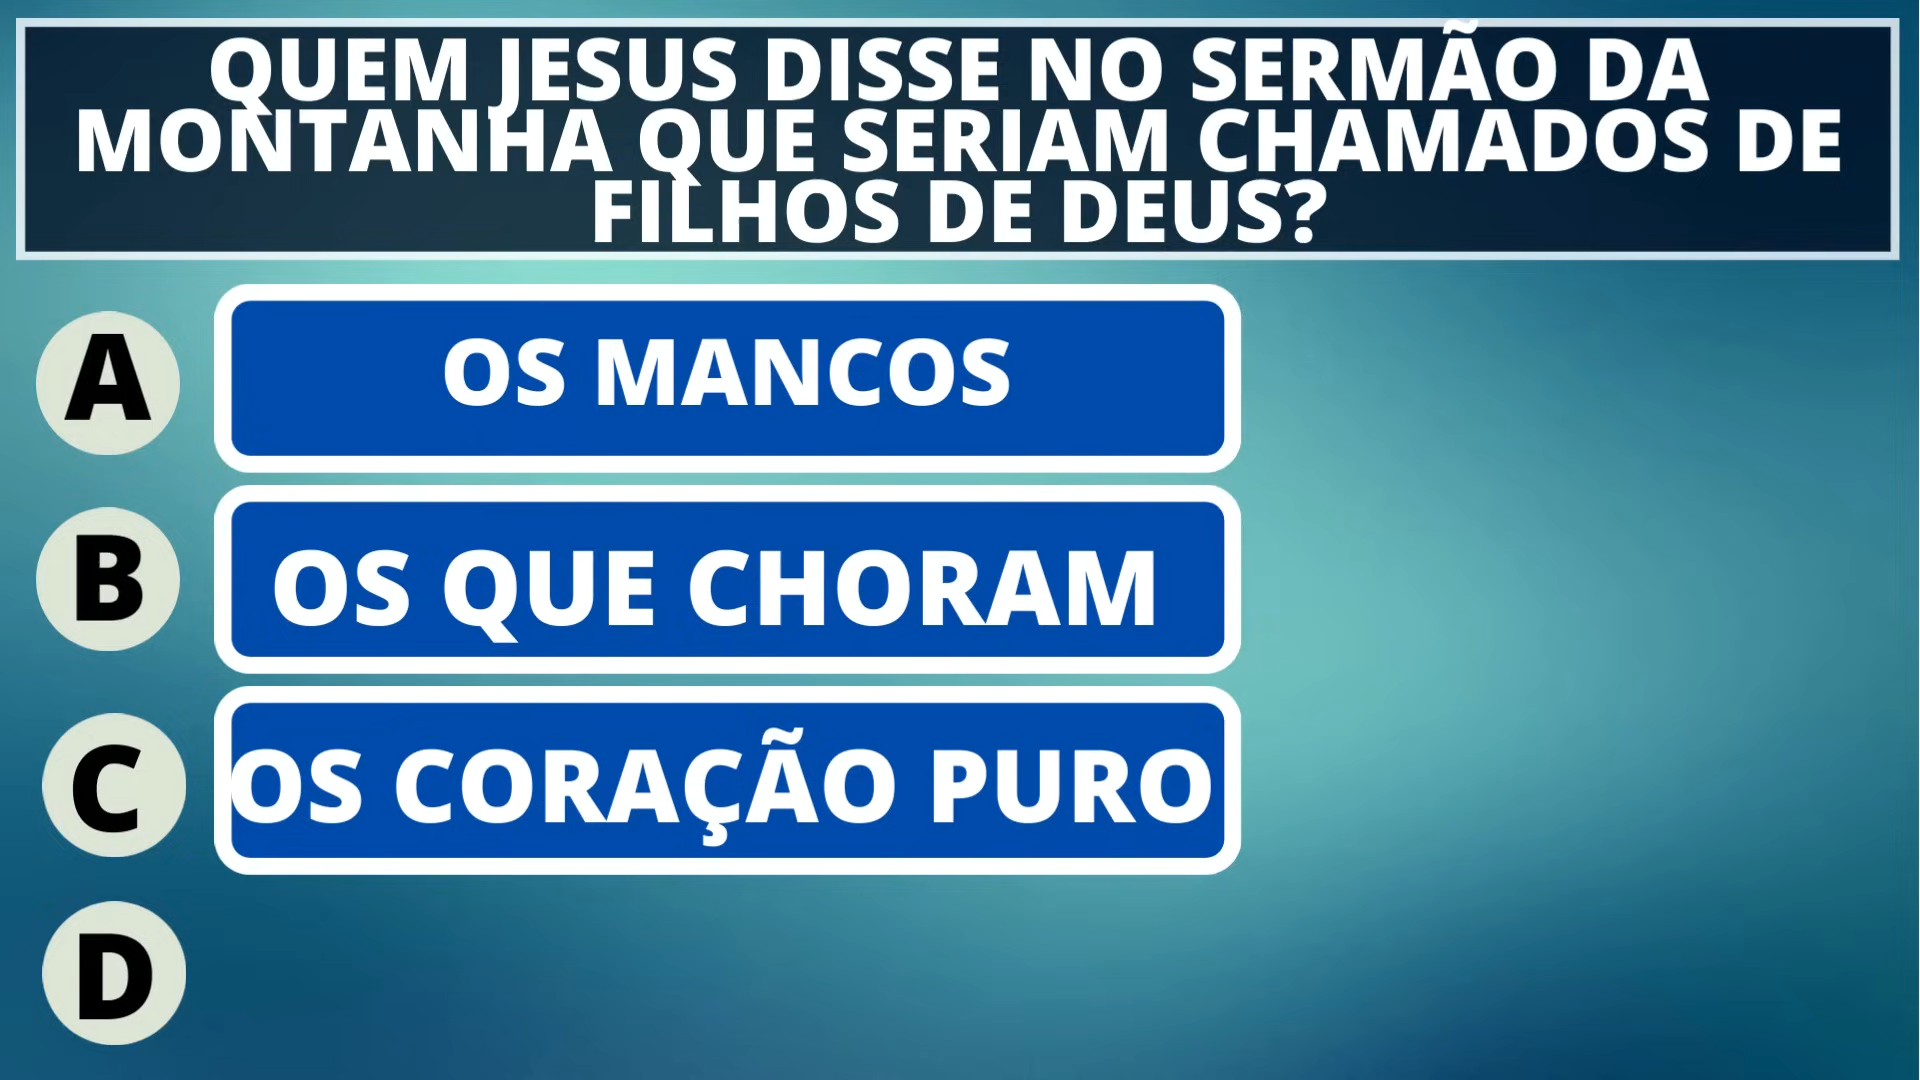 QUEM JESUS DISSE NO SERMÃO DA
MONTANHA QUE SERIAM CHAMADOS DE
FILHOS DE DEUS?
A
OS MANCOS
B
OS QUE CHORAM
C
OS CORAÇÃO PURO
D